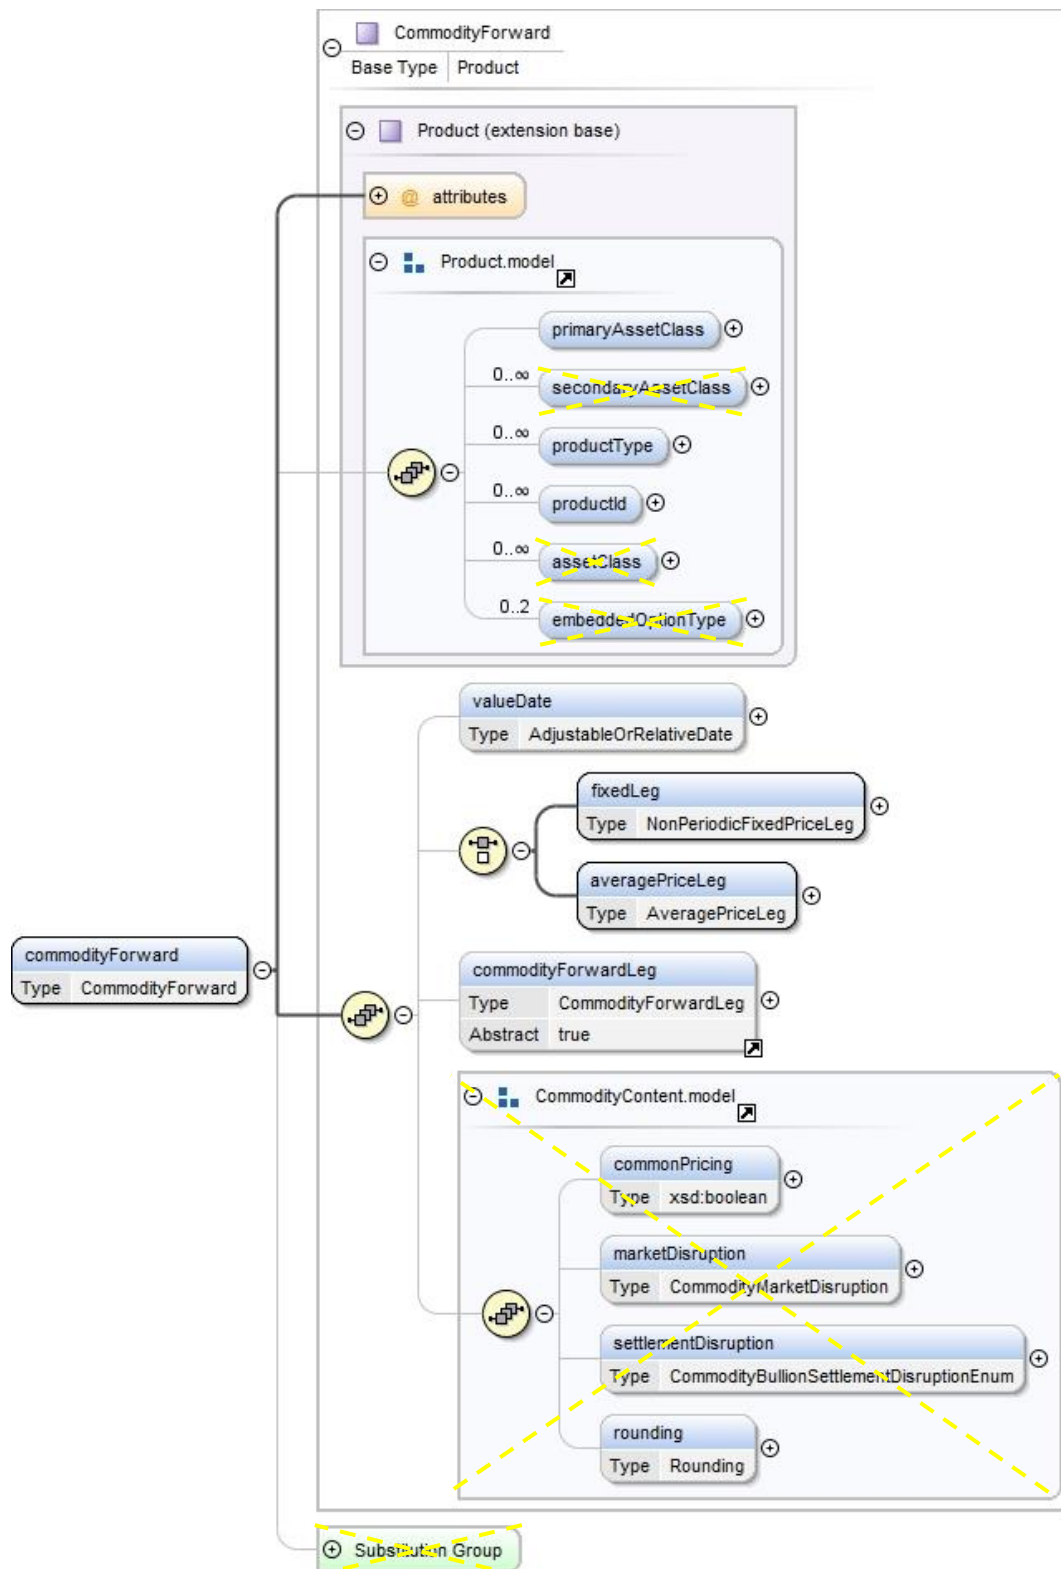 CommodityForward
Base Type Product
Product (extension base)
@ attributes
Product.model
primaryAssetClass
0..∞ secondaryAssetClass
0..∞ productType
0..∞ productId
0..∞ assetClass
0..2 embeddedOptionType
valueDate
Type AdjustableOrRelativeDate
fixedLeg
Type NonPeriodicFixedPriceLeg
averagePriceLeg
Type AveragePriceLeg
commodityForward
Type CommodityForward
commodityForwardLeg
Type CommodityForwardLeg
Abstract true
CommodityContent.model
commonPricing
Type xsd:boolean
marketDisruption
Type CommodityMarketDisruption
settlementDisruption
Type CommodityBullionSettlementDisruptionEnum
rounding
Type Rounding
Substitution Group